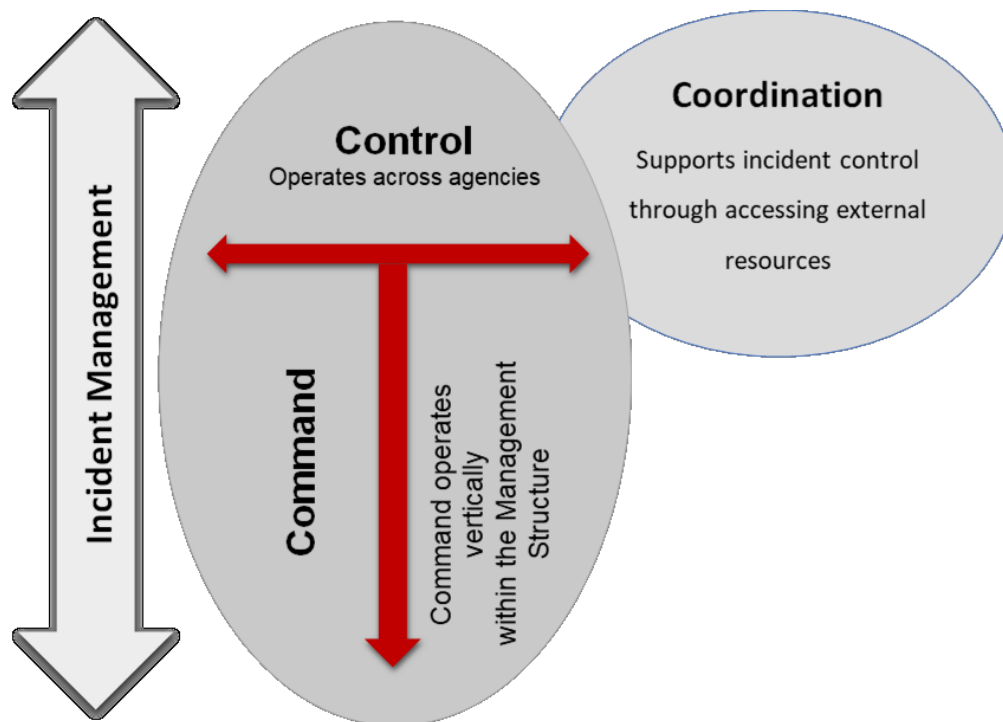 Incident Management
Control
Operates across agencies
Command
Command operates
vertically
within the Management
Structure
Coordination
Supports incident control
through accessing external
resources